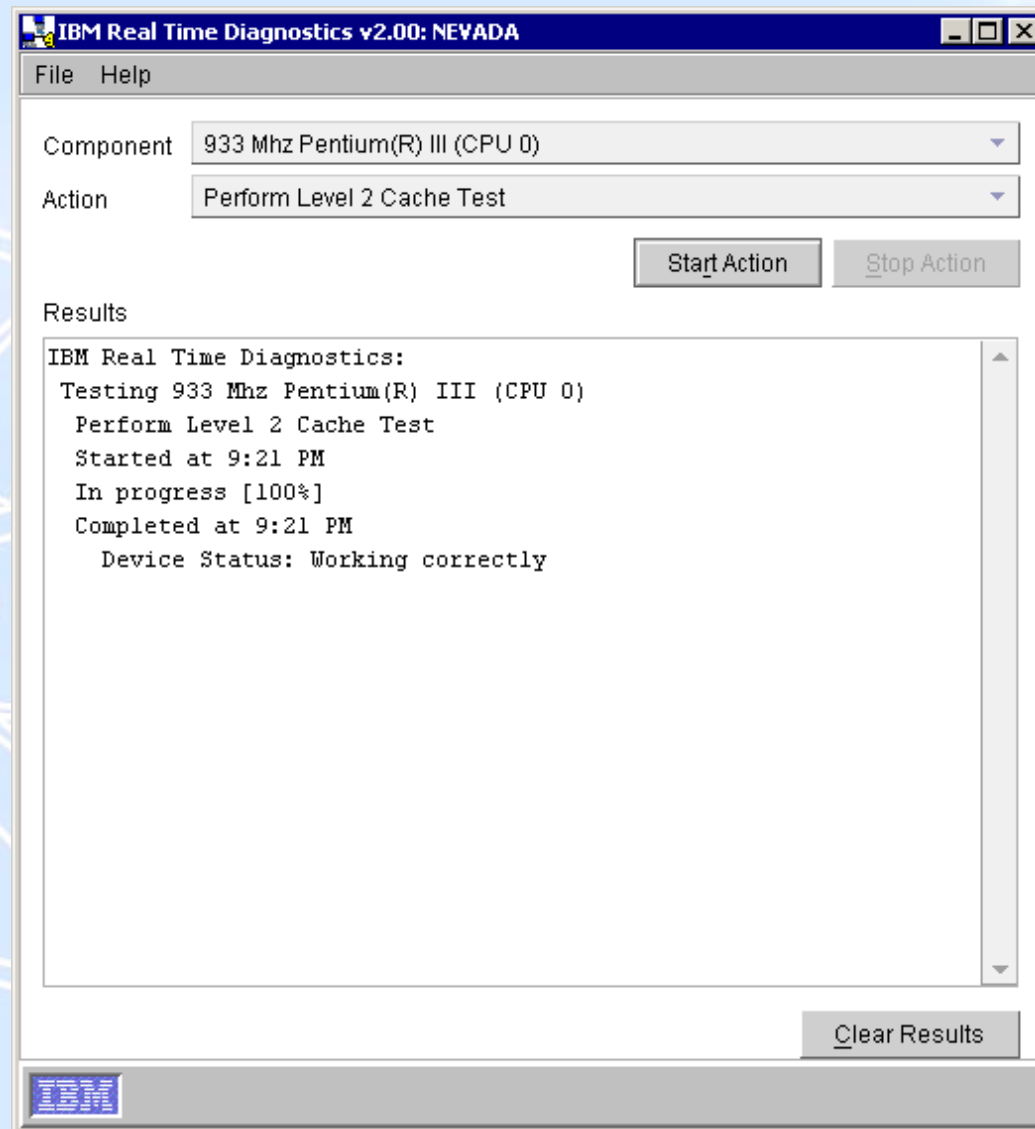 IBM Real Time Diagnostics v2.00: NEVADA
File Help
Component 933 Mhz Pentium(R) III (CPU 0)
Action Perform Level 2 Cache Test
Start Action Stop Action
Results
IBM Real Time Diagnostics:
Testing 933 Mhz Pentium(R) III (CPU 0)
Perform Level 2 Cache Test
Started at 9:21 PM
In progress [100%]
Completed at 9:21 PM
Device Status: Working correctly
Clear Results
IBM